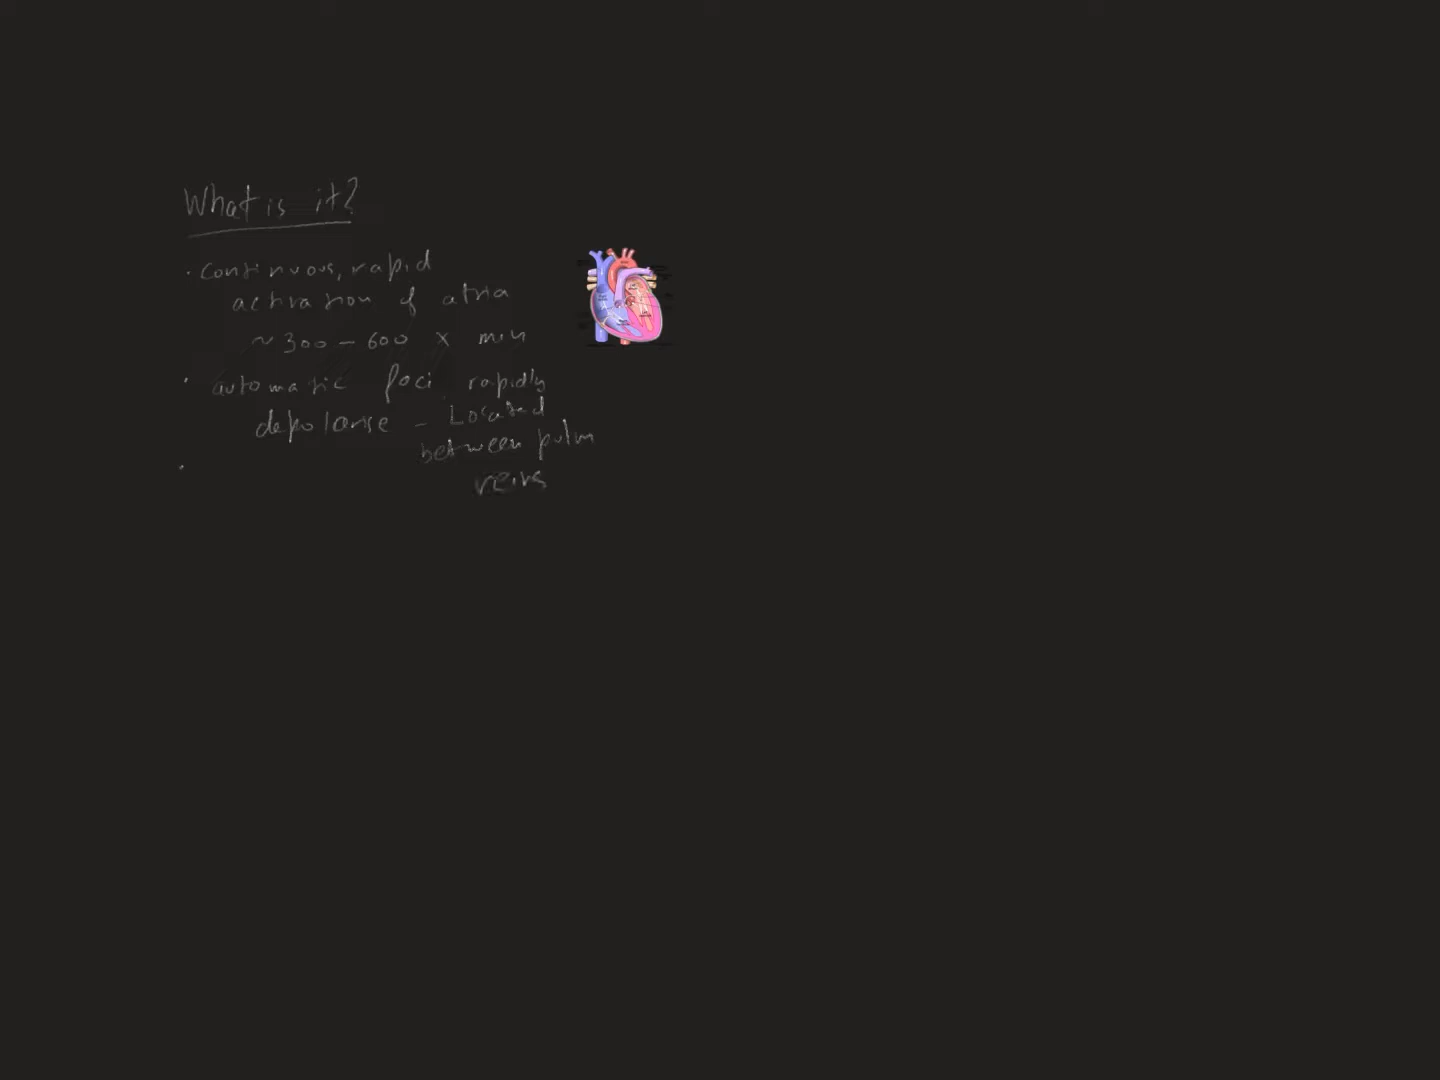 What is it?
· continuous, rapid
activation of atria
~ 300 - 600 x min
· automatic foci rapidly
depolarise - Located
between pulm
veins
·